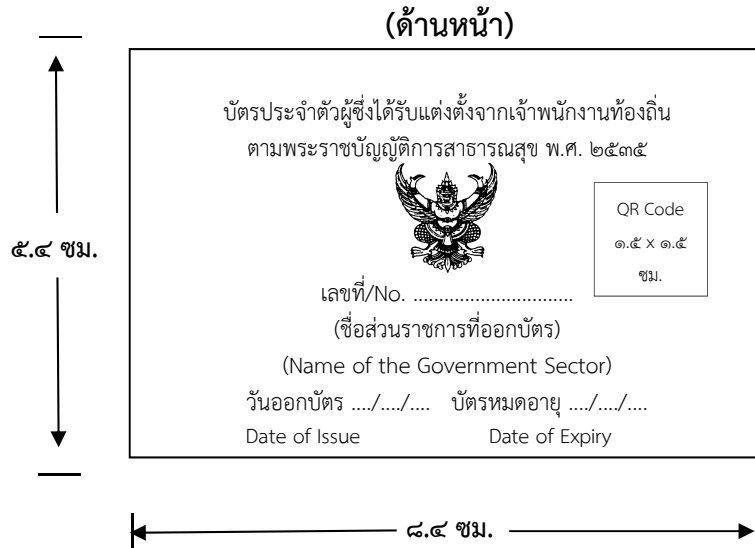 (ด้านหน้า)
บัตรประจำตัวผู้ซึ่งได้รับแต่งตั้งจากเจ้าพนักงานท้องถิ่น
ตามพระราชบัญญัติการสาธารณสุข พ.ศ. ๒๕๓๕
QR Code
๑.๕ x ๑.๕
ซม.
๕.๔ ซม.
เลขที่/No. ...............................
(ชื่อส่วนราชการที่ออกบัตร)
(Name of the Government Sector)
วันออกบัตร ..../..../.... บัตรหมดอายุ ..../..../....
Date of Issue Date of Expiry
๘.๔ ซม.